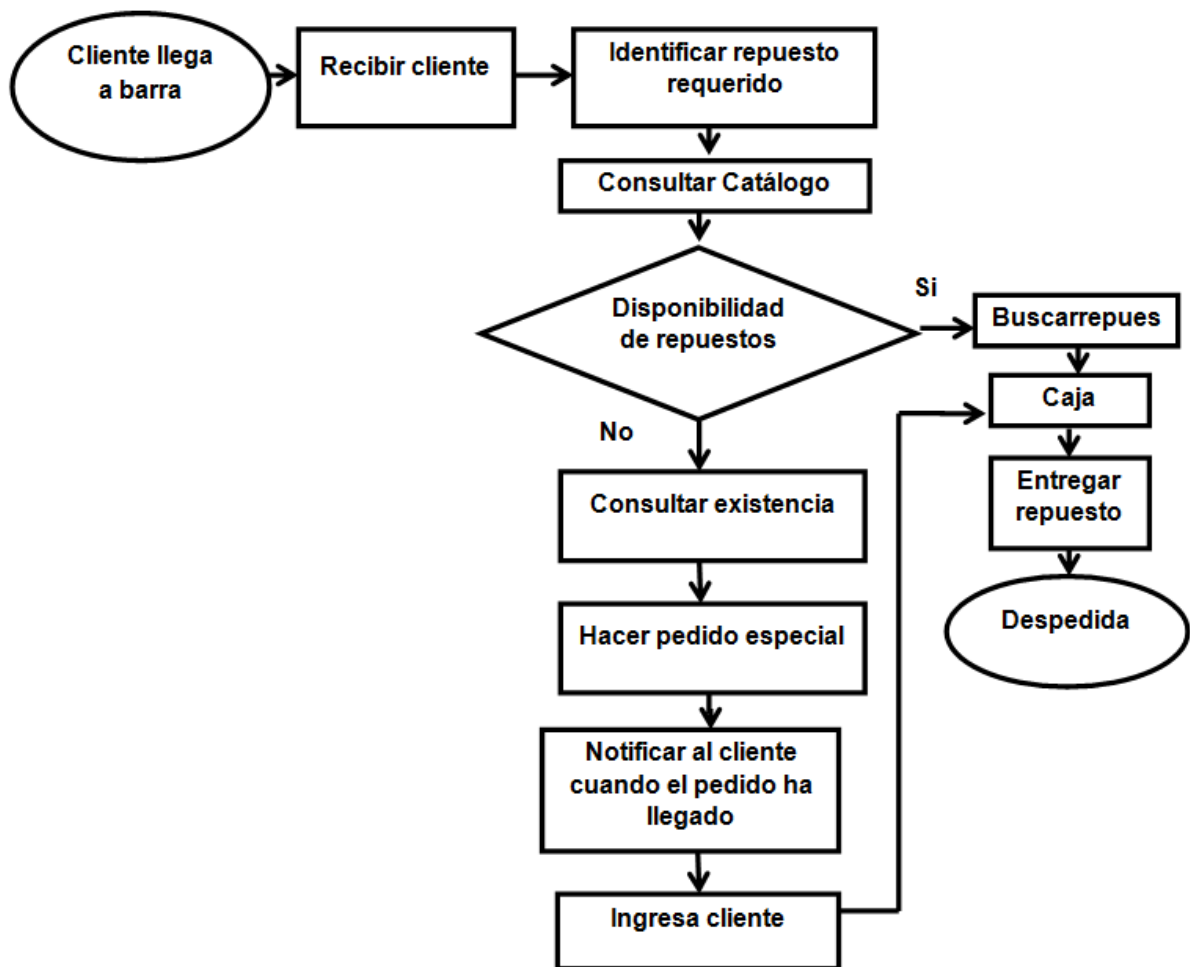 Cliente llega
a barra
Recibir cliente
Identificar repuesto
requerido
Consultar Catálogo
Disponibilidad
de repuestos
Si
Buscarrepues
Caja
No
Entregar
repuesto
Consultar existencia
Despedida
Hacer pedido especial
Notificar al cliente
cuando el pedido ha
llegado
Ingresa cliente